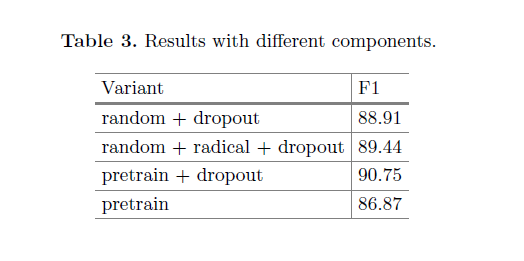 Table 3. Results with different components.
Variant F1
random + dropout 88.91
random + radical + dropout 89.44
pretrain + dropout 90.75
pretrain 86.87